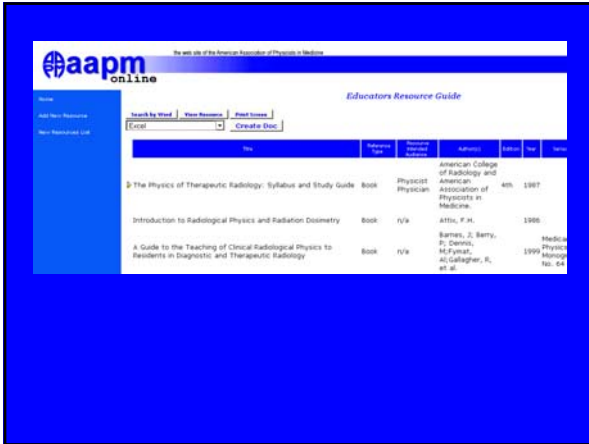 the web site of the American Association of Physicists in Medicine
aapm
online
Educators Resource Guide
Home
Add New Resource
New Resources List
Search by Word View Resource Print Screen
Excel Create Doc
Title Reference Type Resource Intended Audience Author(s) Edition Year Series
The Physics of Therapeutic Radiology: Syllabus and Study Guide Book Physicist Physician American College of Radiology and American Association of Physicists in Medicine. 4th 1987
Introduction to Radiological Physics and Radiation Dosimetry Book n/a Attix, F.H. 1986
A Guide to the Teaching of Clinical Radiological Physics to
Residents in Diagnostic and Therapeutic Radiology Book n/a Barnes, J; Berry, P; Dennis, M;Fymat, Al;Gallagher, R, et al. 1999 Medica Physics Monogr No. 64